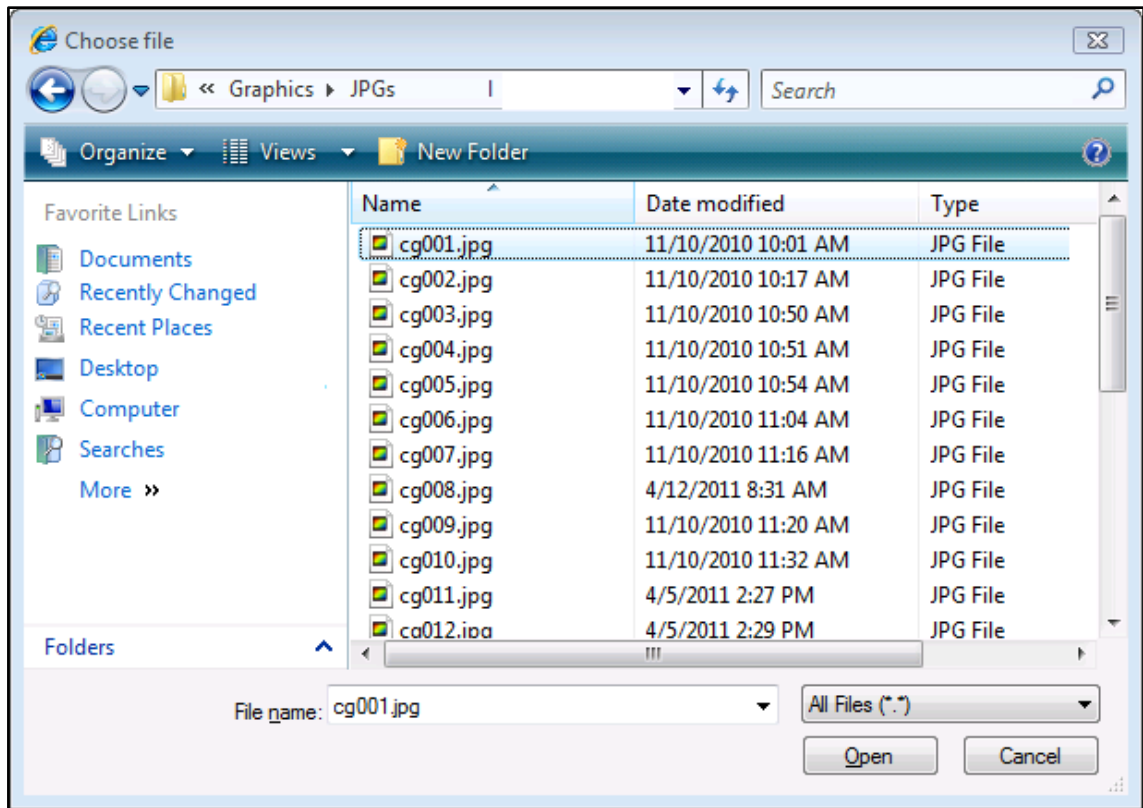 Choose file
« Graphics JPGs
Search
Organize Views New Folder
Favorite Links
Documents
Recently Changed
Recent Places
Desktop
Computer
Searches
More »
Folders
Name Date modified Type
cg001.jpg 11/10/2010 10:01 AM JPG File
cg002.jpg 11/10/2010 10:17 AM JPG File
cg003.jpg 11/10/2010 10:50 AM JPG File
cg004.jpg 11/10/2010 10:51 AM JPG File
cg005.jpg 11/10/2010 10:54 AM JPG File
cg006.jpg 11/10/2010 11:04 AM JPG File
cg007.jpg 11/10/2010 11:16 AM JPG File
cg008.jpg 4/12/2011 8:31 AM JPG File
cg009.jpg 11/10/2010 11:20 AM JPG File
cg010.jpg 11/10/2010 11:32 AM JPG File
cg011.jpg 4/5/2011 2:27 PM JPG File
cg012.jpg 4/5/2011 2:29 PM JPG File
File name: cg001.jpg All Files (*.*)
Open Cancel